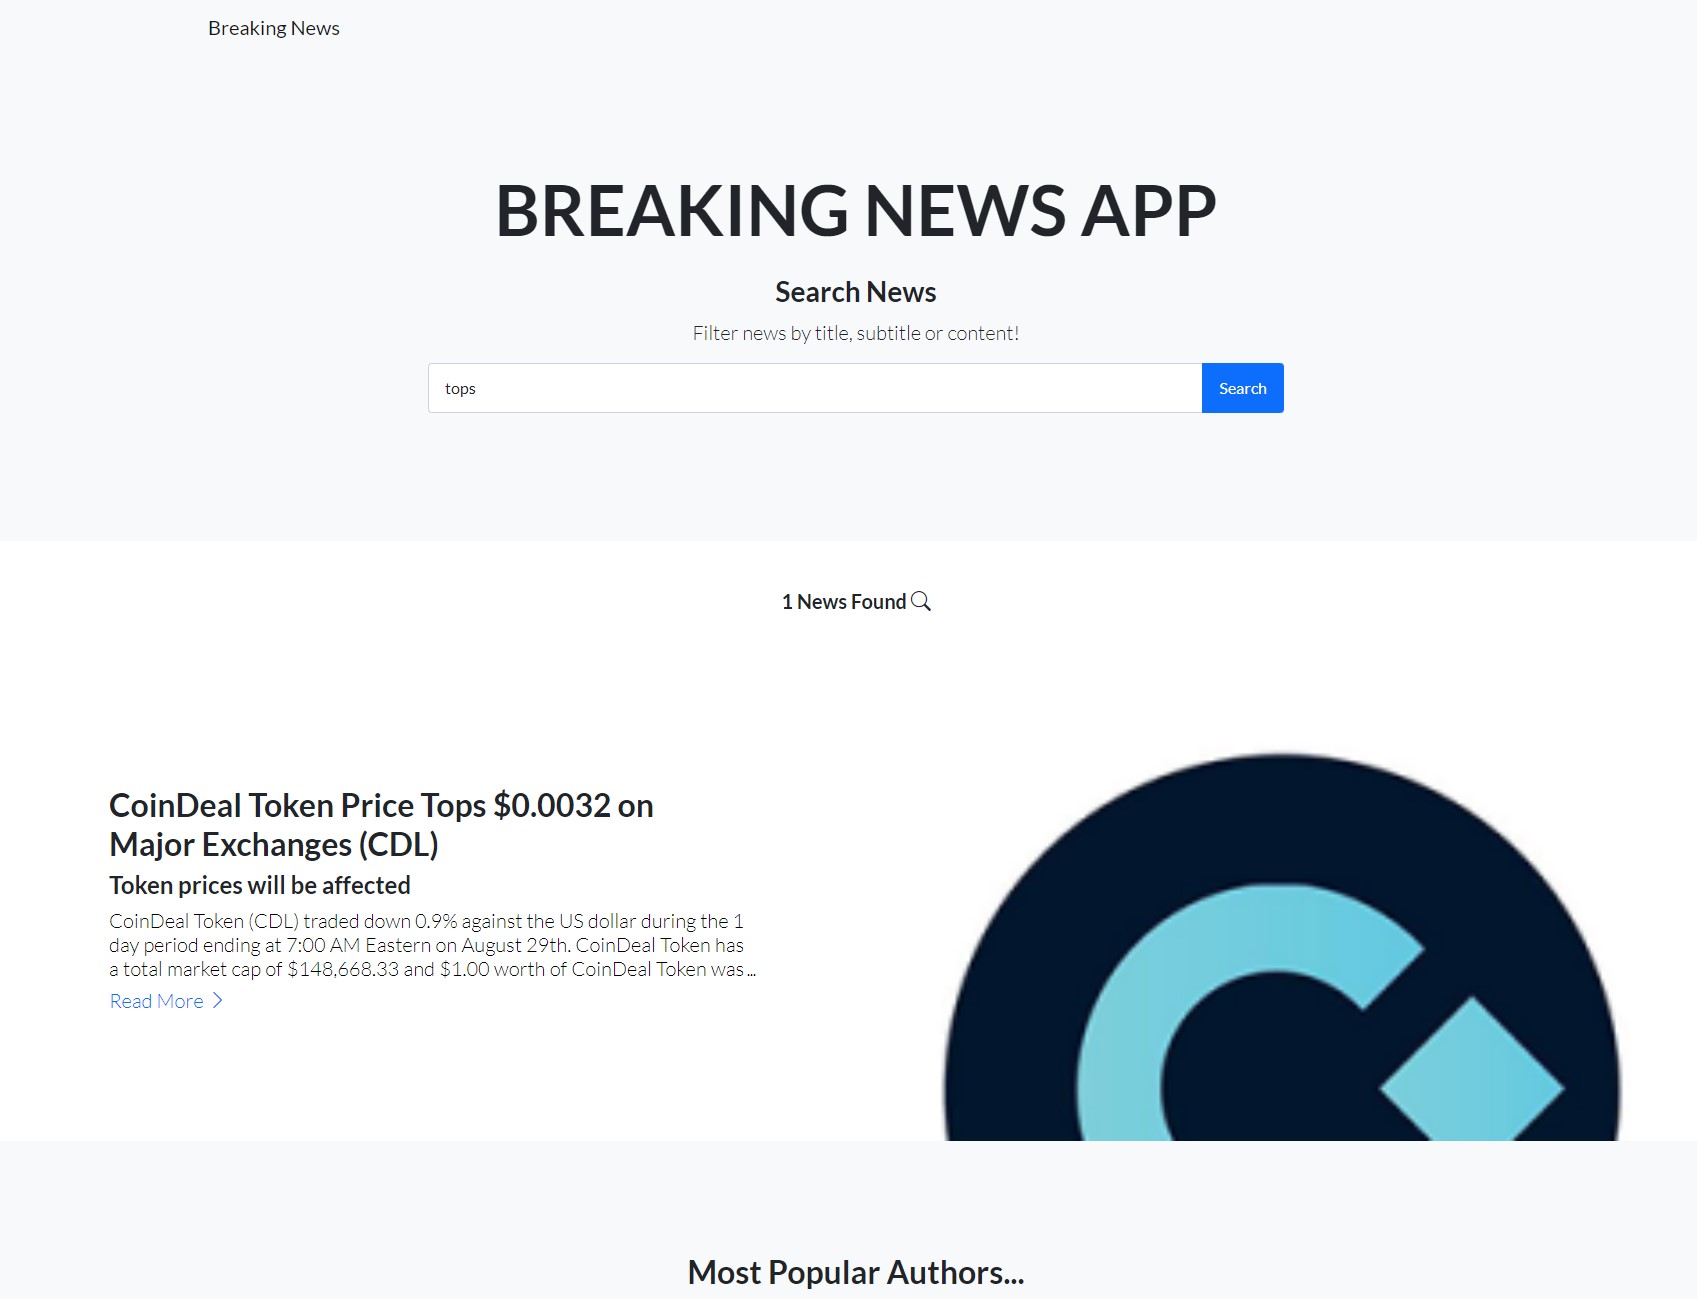 Breaking News
BREAKING NEWS APP
Search News
Filter news by title, subtitle or content!
tops
Search
1 News Found
CoinDeal Token Price Tops $0.0032 on
Major Exchanges (CDL)
Token prices will be affected
CoinDeal Token (CDL) traded down 0.9% against the US dollar during the 1
day period ending at 7:00 AM Eastern on August 29th. CoinDeal Token has
a total market cap of $148,668.33 and $1.00 worth of CoinDeal Token was...
Read More
Most Popular Authors...